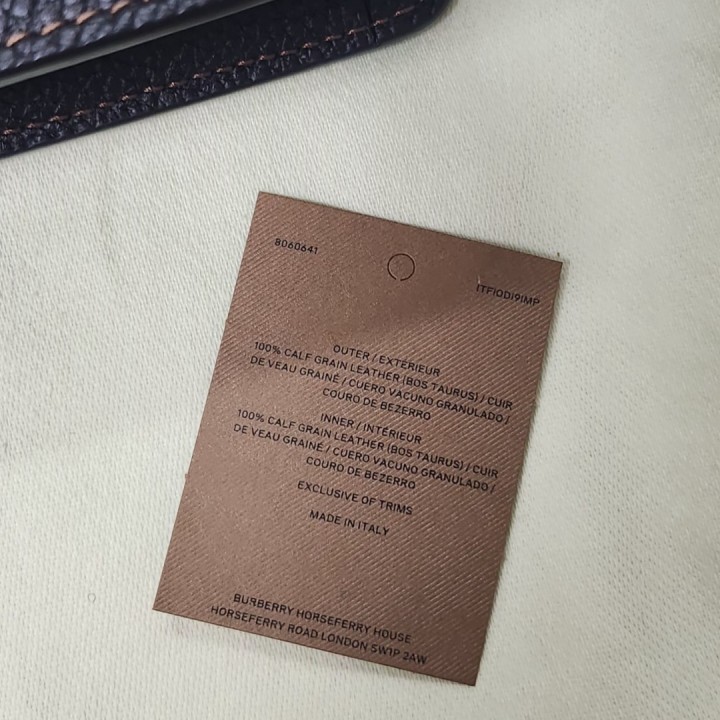 8060641
ITFIODI9IMP
OUTER / EXTÉRIEUR
100% CALF GRAIN LEATHER (BOS TAURUS) / CUIR
DE VEAU GRAINÉ / CUERO VACUNO GRANULADO /
COURO DE BEZERRO
INNER / INTÉRIEUR
100% CALF GRAIN LEATHER (BOS TAURUS) / CUIR
DE VEAU GRAINÉ / CUERO VACUNO GRANULADO /
COURO DE BEZERRO
EXCLUSIVE OF TRIMS
MADE IN ITALY
BURBERRY HORSEFERRY HOUSE
HORSEFERRY ROAD LONDON SW1P 2AW